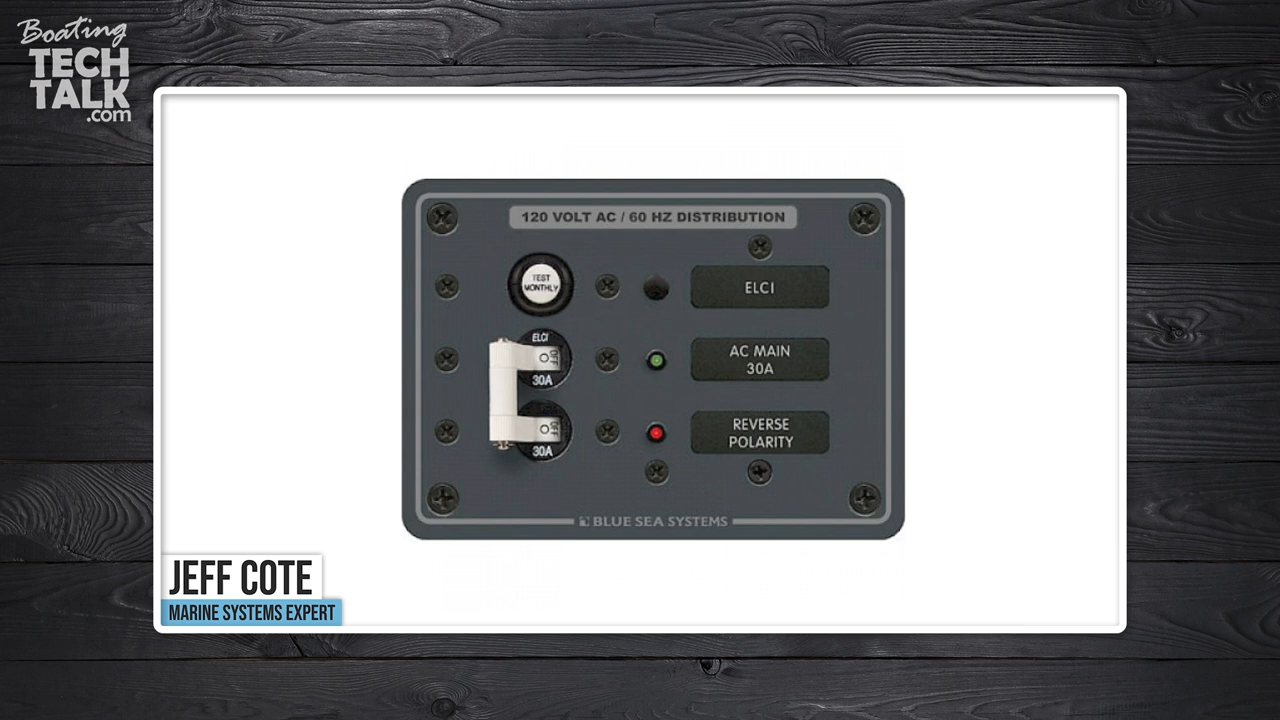 Boating
TECH
TALK
.com
120 VOLT AC / 60 HZ DISTRIBUTION
TEST
MONTHLY
ELCI
ELCI
OFF
30A
AC MAIN
30A
OFF
30A
REVERSE
POLARITY
BLUE SEA SYSTEMS
JEFF COTE
MARINE SYSTEMS EXPERT